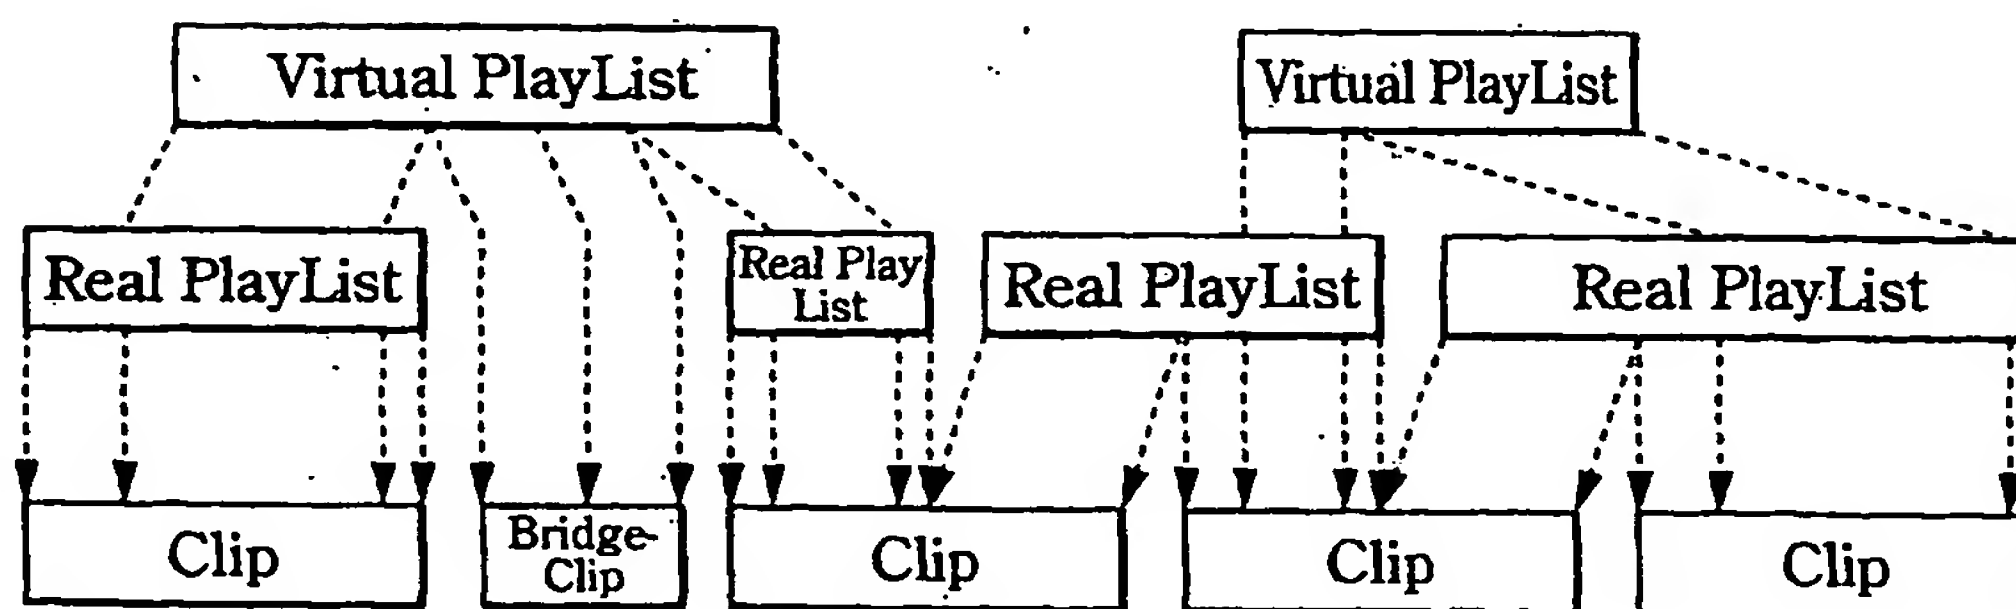 Virtual PlayList
Virtual PlayList
Real PlayList
Real Play
List
Real PlayList
Real PlayList
Clip
Bridge-
Clip
Clip
Clip
Clip